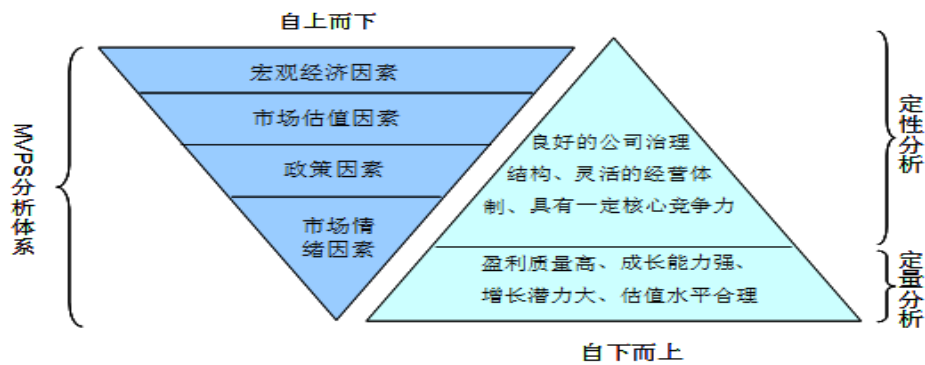 自上而下
MVPS分析体系
宏观经济因素
市场估值因素
政策因素
市场情
绪因素
良好的公司治理
结构、灵活的经营体
制、具有一定核心竞争力
盈利质量高、成长能力强、
增长潜力大、估值水平合理
定性分析
定量分析
自下而上